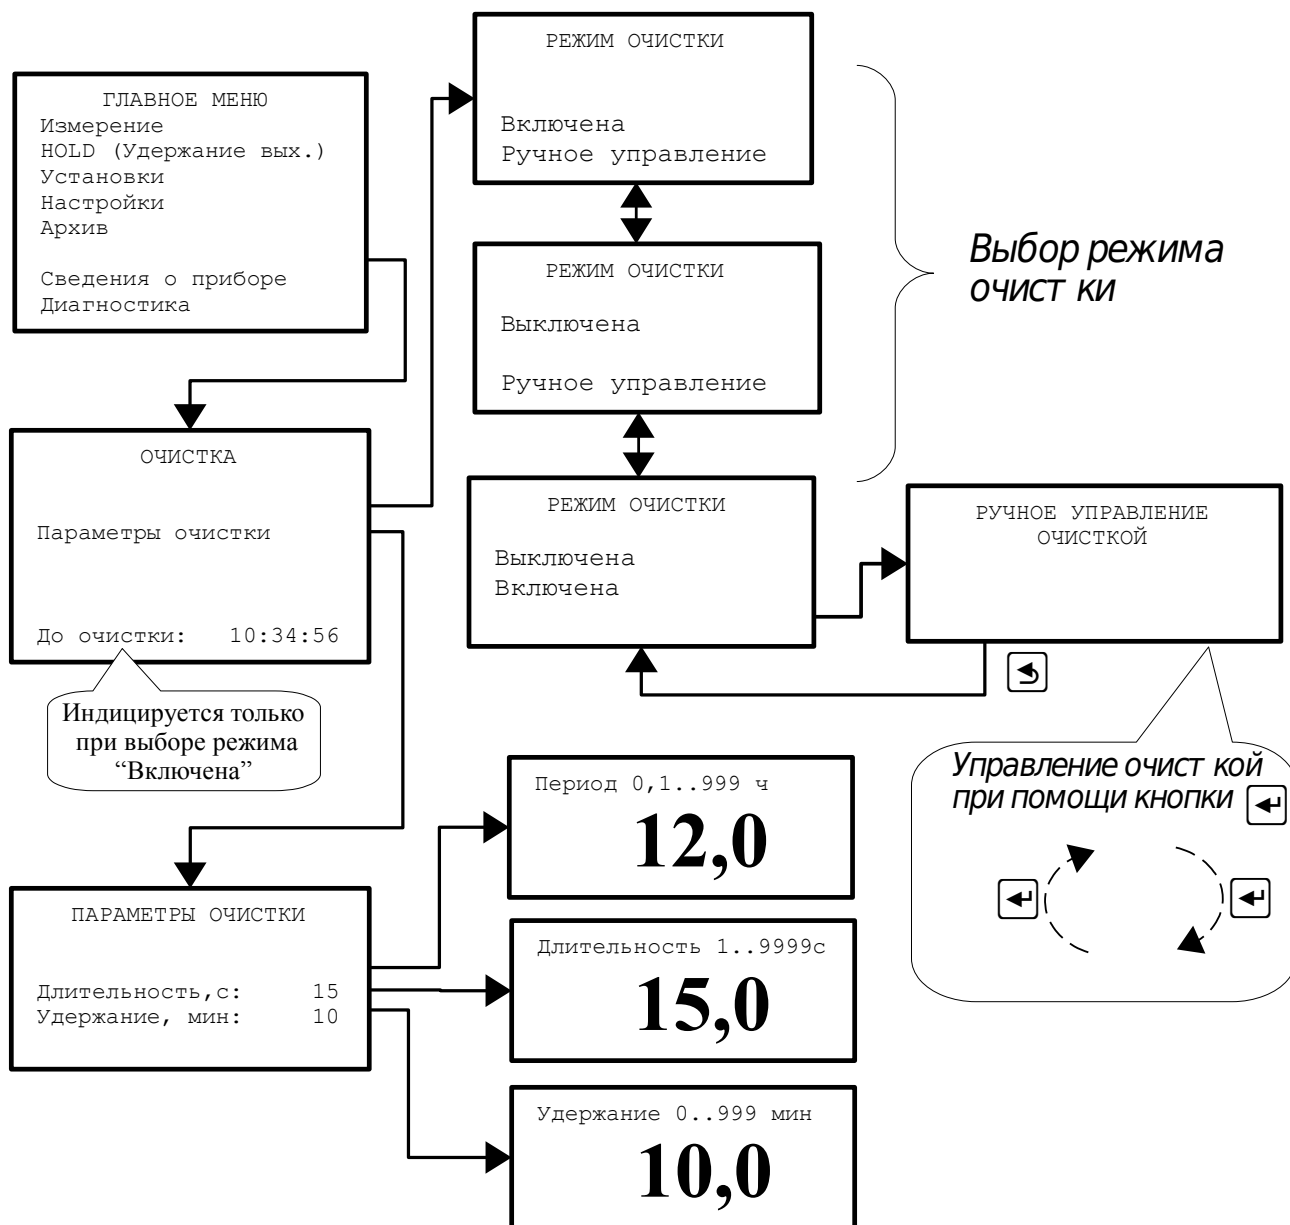 ГЛАВНОЕ МЕНЮ
Измерение
HOLD (Удержание вых.)
Установки
Настройки
Архив
Сведения о приборе
Диагностика
РЕЖИМ ОЧИСТКИ
Включена
Ручное управление
РЕЖИМ ОЧИСТКИ
Выключена
Ручное управление
РЕЖИМ ОЧИСТКИ
Выключена
Включена
Выбор режима
очист ки
ОЧИСТКА
Параметры очистки
До очистки: 10:34:56
Индицируется только
при выборе режима
“Включена”
РУЧНОЕ УПРАВЛЕНИЕ
ОЧИСТКОЙ
Управление очист кой
при помощи кнопки
ПАРАМЕТРЫ ОЧИСТКИ
Длительность,с: 15
Удержание, мин: 10
Период 0,1..999 ч
12,0
Длительность 1..9999с
15,0
Удержание 0..999 мин
10,0